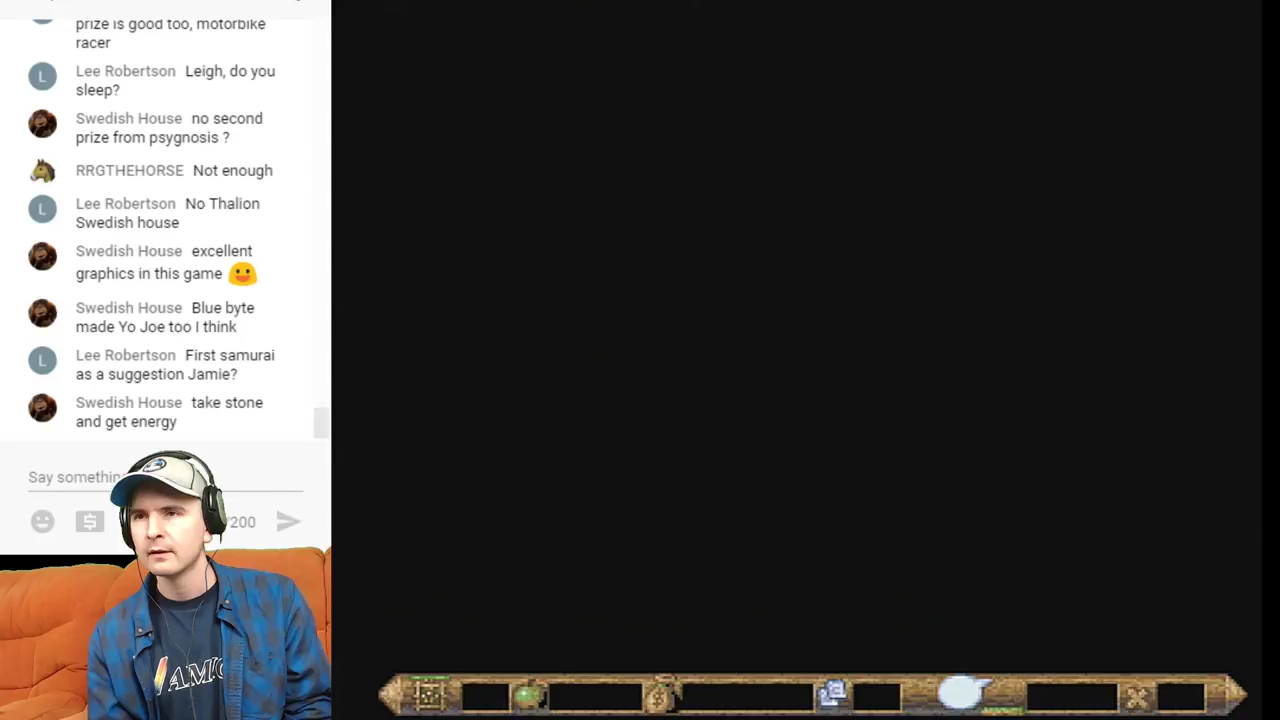 prize is good too, motorbike
racer
Lee Robertson Leigh, do you
sleep?
Swedish House no second
prize from psygnosis ?
RRGTHEHORSE Not enough
Lee Robertson No Thalion
Swedish house
Swedish House excellent
graphics in this game
Swedish House Blue byte
made Yo Joe too I think
Lee Robertson First samurai
as a suggestion Jamie?
Swedish House take stone
and get energy
Say something
/200